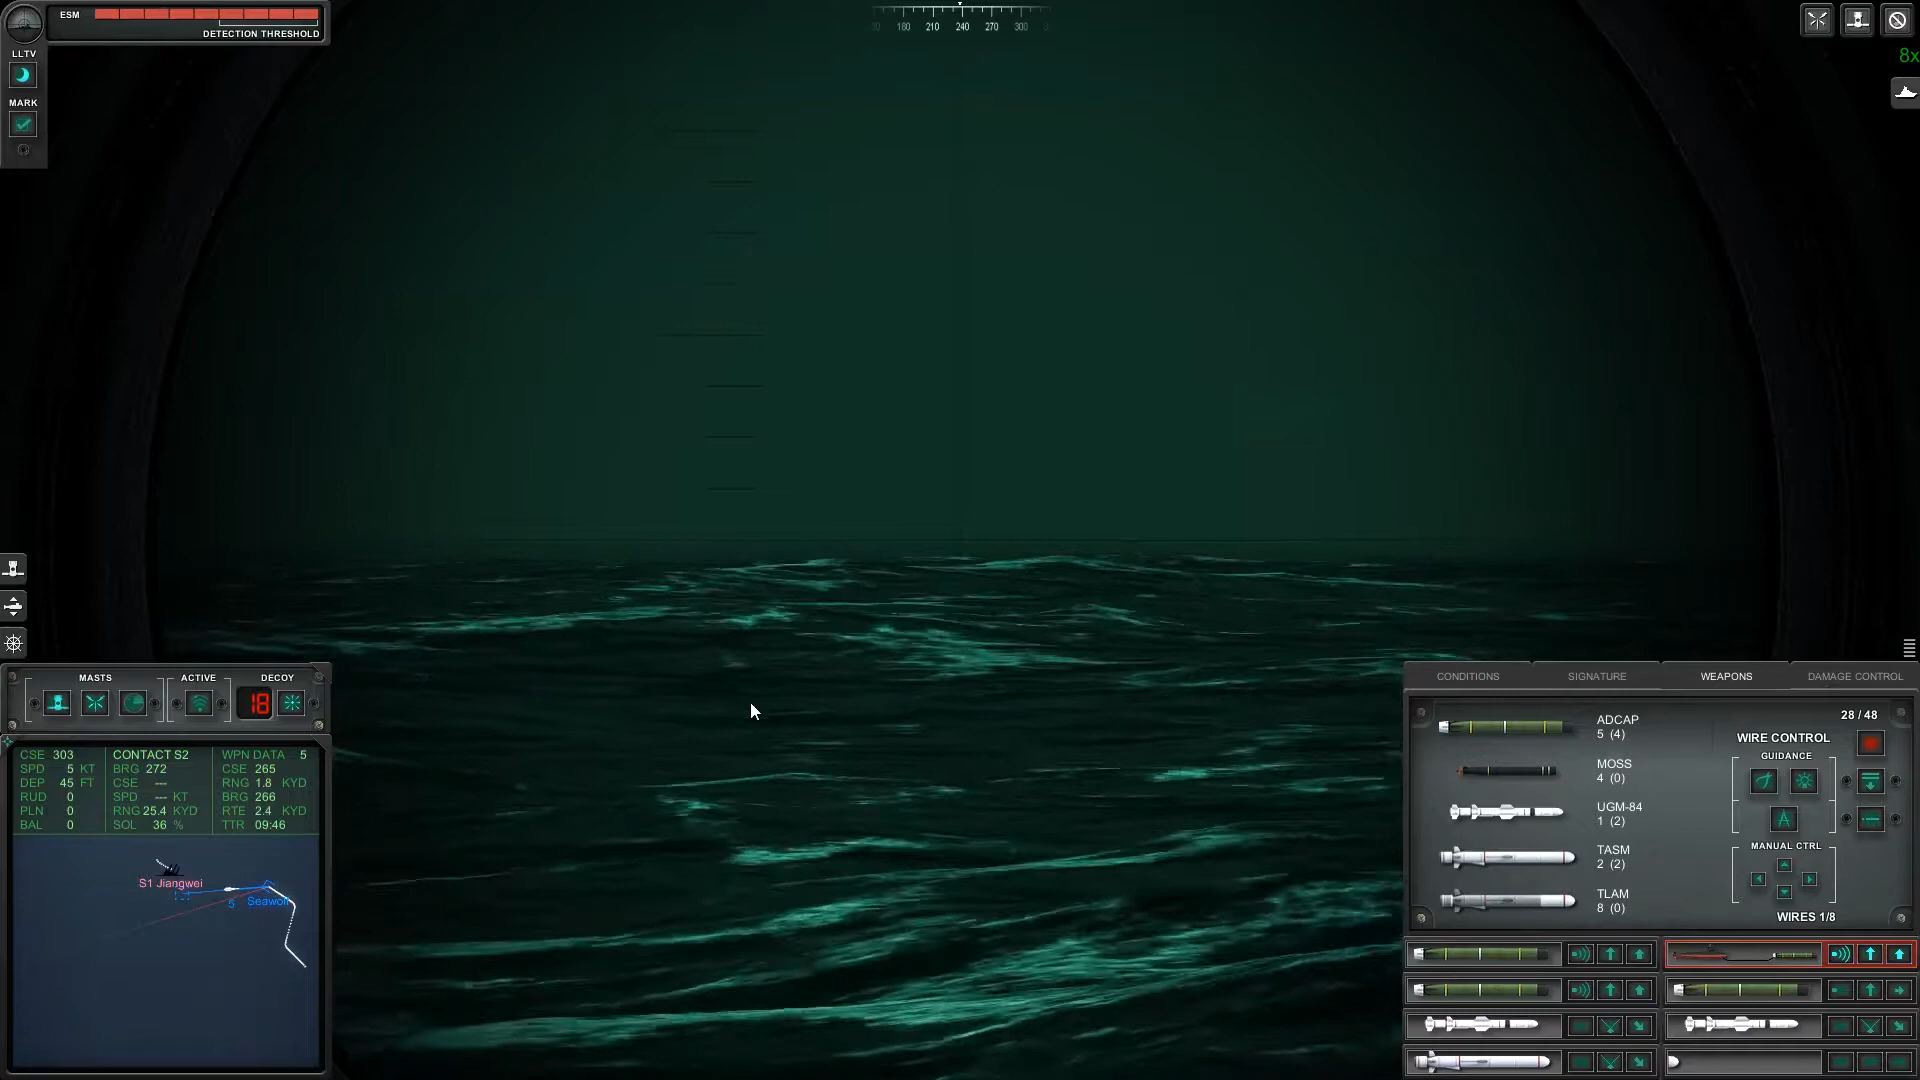 ESM
DETECTION THRESHOLD
LLTV
MARK
180 210 240 270 300
8x
MASTS ACTIVE DECOY
18
CSE 303 CONTACT S2 WPN DATA 5
SPD 5 KT BRG 272 CSE 265
DEP 45 FT CSE --- RNG 1.8 KYD
RUD 0 SPD --- KT BRG 266
PLN 0 RNG 25.4 KYD RTE 2.4 KYD
BAL 0 SOL 36 % TTR 09:46
S1 Jiangwei
5 Seawolf
CONDITIONS SIGNATURE WEAPONS DAMAGE CONTROL
ADCAP
5 (4)
MOSS
4 (0)
UGM-84
1 (2)
TASM
2 (2)
TLAM
8 (0)
28 / 48
WIRE CONTROL
GUIDANCE
MANUAL CTRL
WIRES 1/8